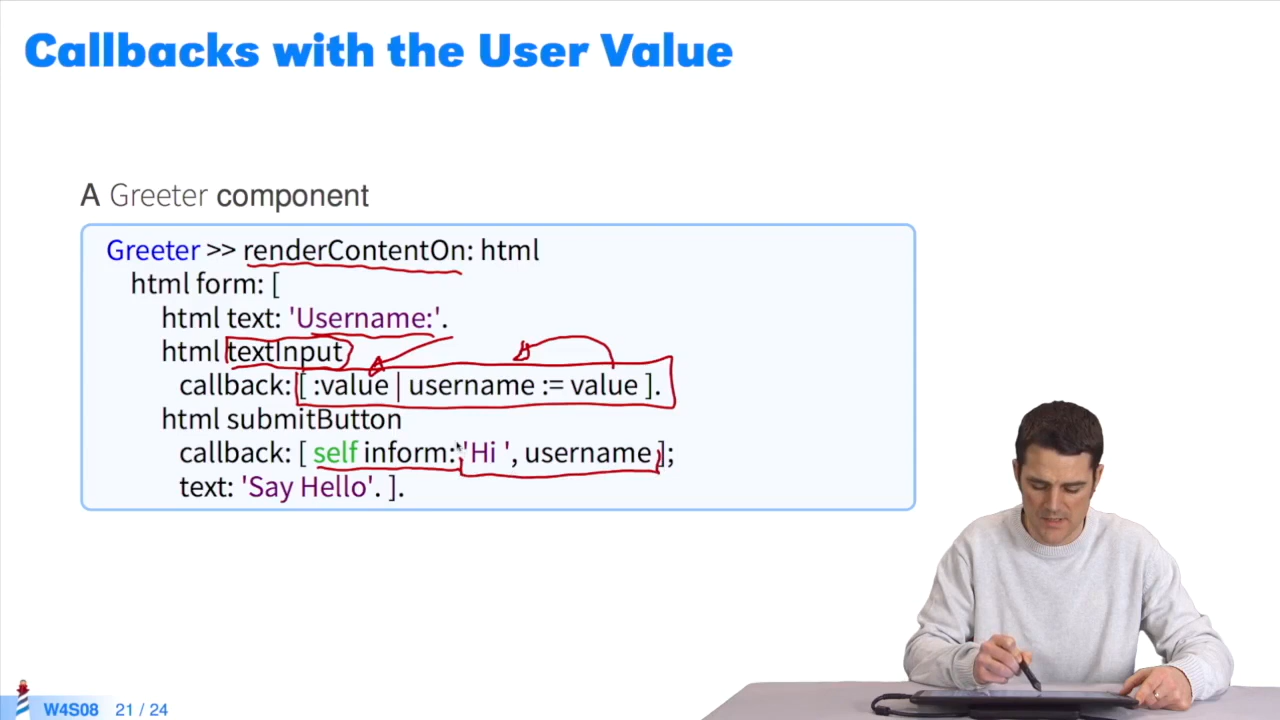 Callbacks with the User Value
A Greeter component
Greeter >> renderContentOn: html
html form: [
html text: 'Username:'.
html textInput
callback: [ :value | username := value ].
html submitButton
callback: [ self inform: 'Hi ', username ];
text: 'Say Hello'. ].
W4S08 21 / 24